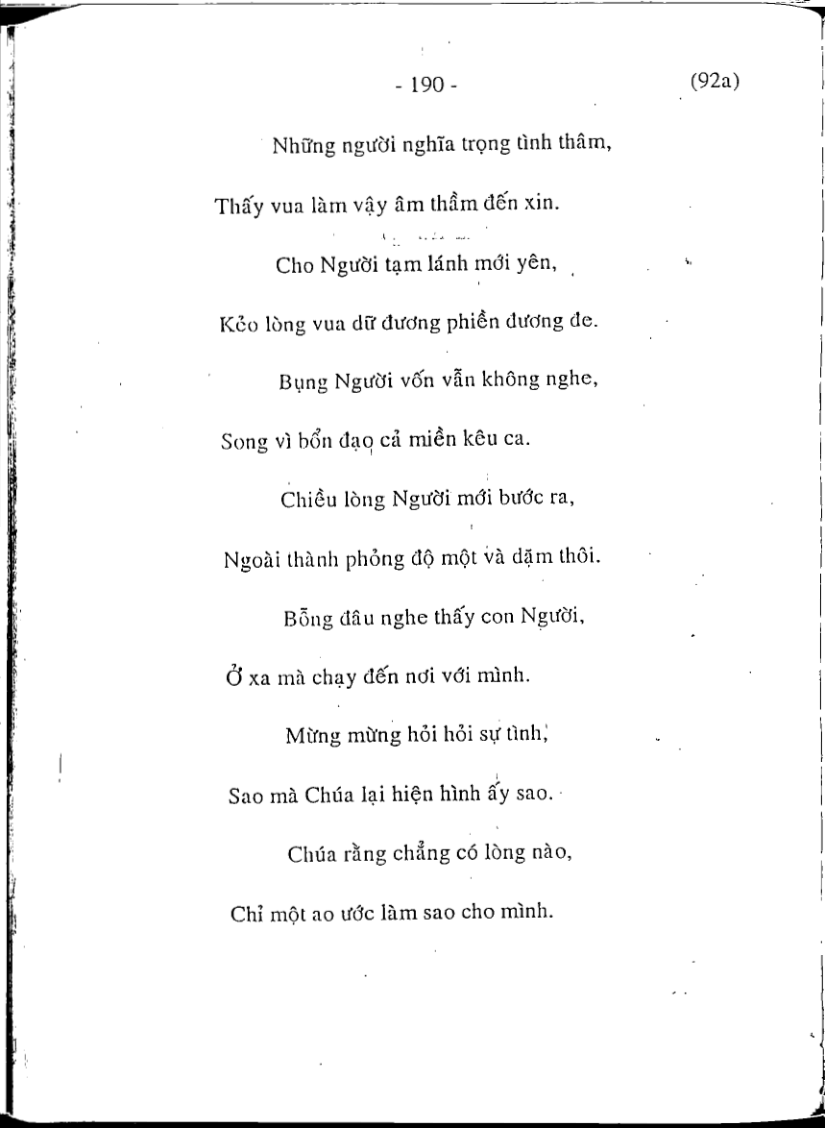 - 190 - (92a)
Những người nghĩa trọng tình thâm,
Thấy vua làm vậy âm thầm đến xin.
Cho Người tạm lánh mới yên,
Kẻo lòng vua dữ đương phiền đương đe.
Bụng Người vốn vẫn không nghe,
Song vì bổn đạo cả miền kêu ca.
Chiều lòng Người mới bước ra,
Ngoài thành phỏng độ một và dặm thôi.
Bỗng đâu nghe thấy con Người,
Ở xa mà chạy đến nơi với mình.
Mừng mừng hỏi hỏi sự tình,
Sao mà Chúa lại hiện hình ấy sao.
Chúa rằng chẳng có lòng nào,
Chỉ một ao ước làm sao cho mình.